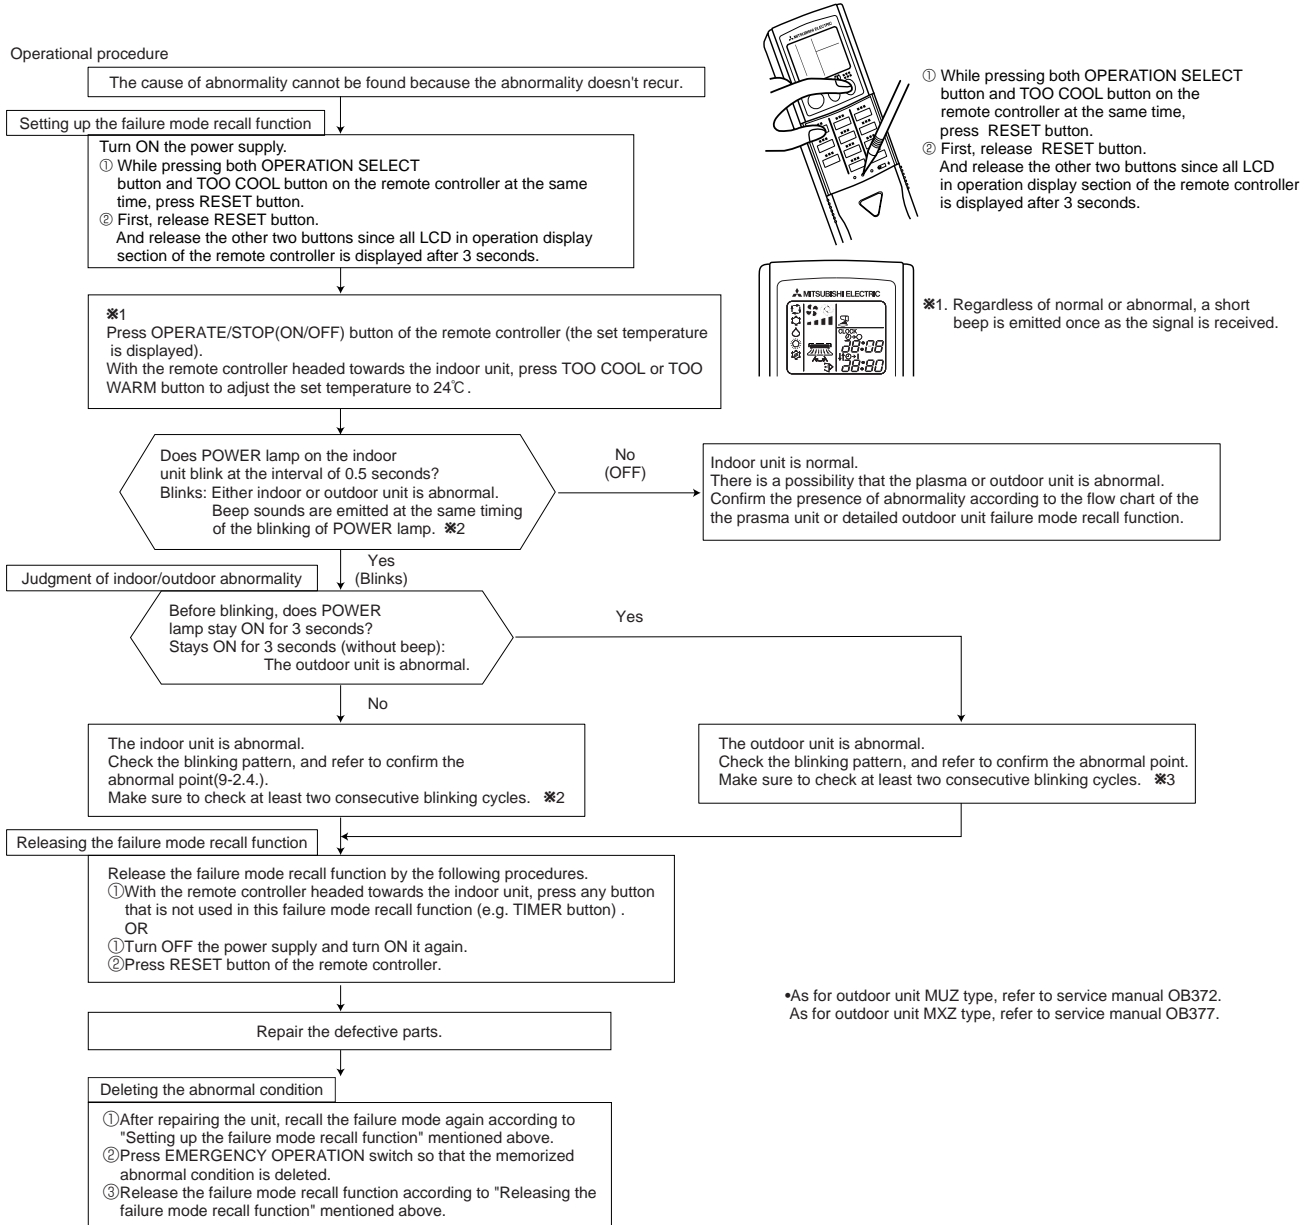 Operational procedure
The cause of abnormality cannot be found because the abnormality doesn't recur.
Setting up the failure mode recall function
Turn ON the power supply.
① While pressing both OPERATION SELECT
button and TOO COOL button on the remote controller at the same
time, press RESET button.
② First, release RESET button.
And release the other two buttons since all LCD in operation display
section of the remote controller is displayed after 3 seconds.
MITSUBISHI ELECTRIC
① While pressing both OPERATION SELECT
button and TOO COOL button on the
remote controller at the same time,
press RESET button.
② First, release RESET button.
And release the other two buttons since all LCD
in operation display section of the remote controller
is displayed after 3 seconds.
※1
Press OPERATE/STOP(ON/OFF) button of the remote controller (the set temperature
is displayed).
With the remote controller headed towards the indoor unit, press TOO COOL or TOO
WARM button to adjust the set temperature to 24℃ .
MITSUBISHI ELECTRIC
CLOCK
88:08
88:80
※1. Regardless of normal or abnormal, a short
beep is emitted once as the signal is received.
Does POWER lamp on the indoor
unit blink at the interval of 0.5 seconds?
Blinks: Either indoor or outdoor unit is abnormal.
Beep sounds are emitted at the same timing
of the blinking of POWER lamp. ※2
No
(OFF)
Indoor unit is normal.
There is a possibility that the plasma or outdoor unit is abnormal.
Confirm the presence of abnormality according to the flow chart of the
the prasma unit or detailed outdoor unit failure mode recall function.
Yes
(Blinks)
Judgment of indoor/outdoor abnormality
Before blinking, does POWER
lamp stay ON for 3 seconds?
Stays ON for 3 seconds (without beep):
The outdoor unit is abnormal.
Yes
No
The indoor unit is abnormal.
Check the blinking pattern, and refer to confirm the
abnormal point(9-2.4.).
Make sure to check at least two consecutive blinking cycles. ※2
The outdoor unit is abnormal.
Check the blinking pattern, and refer to confirm the abnormal point.
Make sure to check at least two consecutive blinking cycles. ※3
Releasing the failure mode recall function
Release the failure mode recall function by the following procedures.
①With the remote controller headed towards the indoor unit, press any button
that is not used in this failure mode recall function (e.g. TIMER button) .
OR
①Turn OFF the power supply and turn ON it again.
②Press RESET button of the remote controller.
•As for outdoor unit MUZ type, refer to service manual OB372.
As for outdoor unit MXZ type, refer to service manual OB377.
Repair the defective parts.
Deleting the abnormal condition
①After repairing the unit, recall the failure mode again according to
"Setting up the failure mode recall function" mentioned above.
②Press EMERGENCY OPERATION switch so that the memorized
abnormal condition is deleted.
③Release the failure mode recall function according to "Releasing the
failure mode recall function" mentioned above.